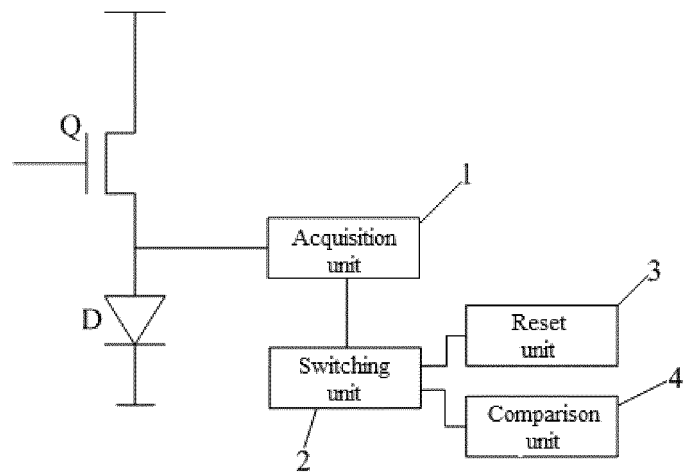 Q
1
Acquisition
unit
D
3
Reset
unit
Switching
unit
4
Comparison
unit
2